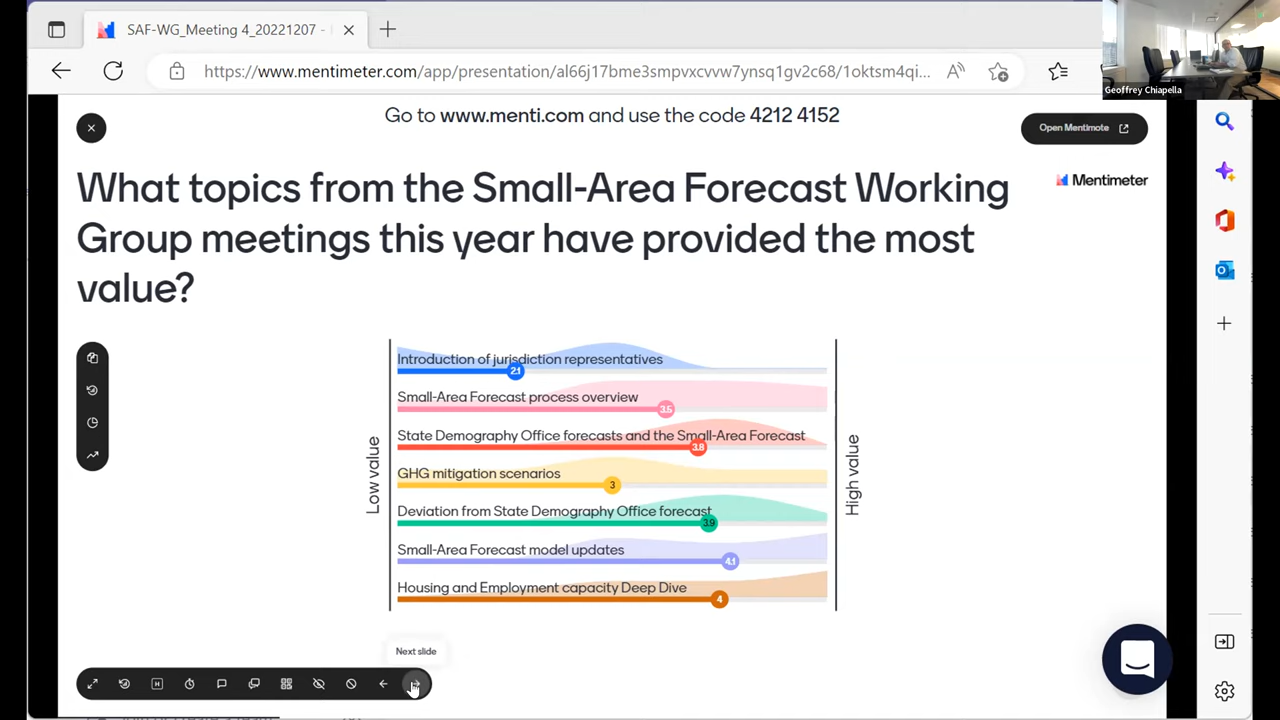 SAF-WG_Meeting 4_20221207 -
https://www.mentimeter.com/app/presentation/al66j17bme3smpvxcvvw7ynsq1gv2c68/1oktsm4qi...
Geoffrey Chiapella
Go to www.menti.com and use the code 4212 4152
Open Mentimote
Mentimeter
What topics from the Small-Area Forecast Working
Group meetings this year have provided the most
value?
Low value
High value
Introduction of jurisdiction representatives
2.1
Small-Area Forecast process overview
3.5
State Demography Office forecasts and the Small-Area Forecast
3.8
GHG mitigation scenarios
3
Deviation from State Demography Office forecast
3.9
Small-Area Forecast model updates
4.1
Housing and Employment capacity Deep Dive
4
Next slide